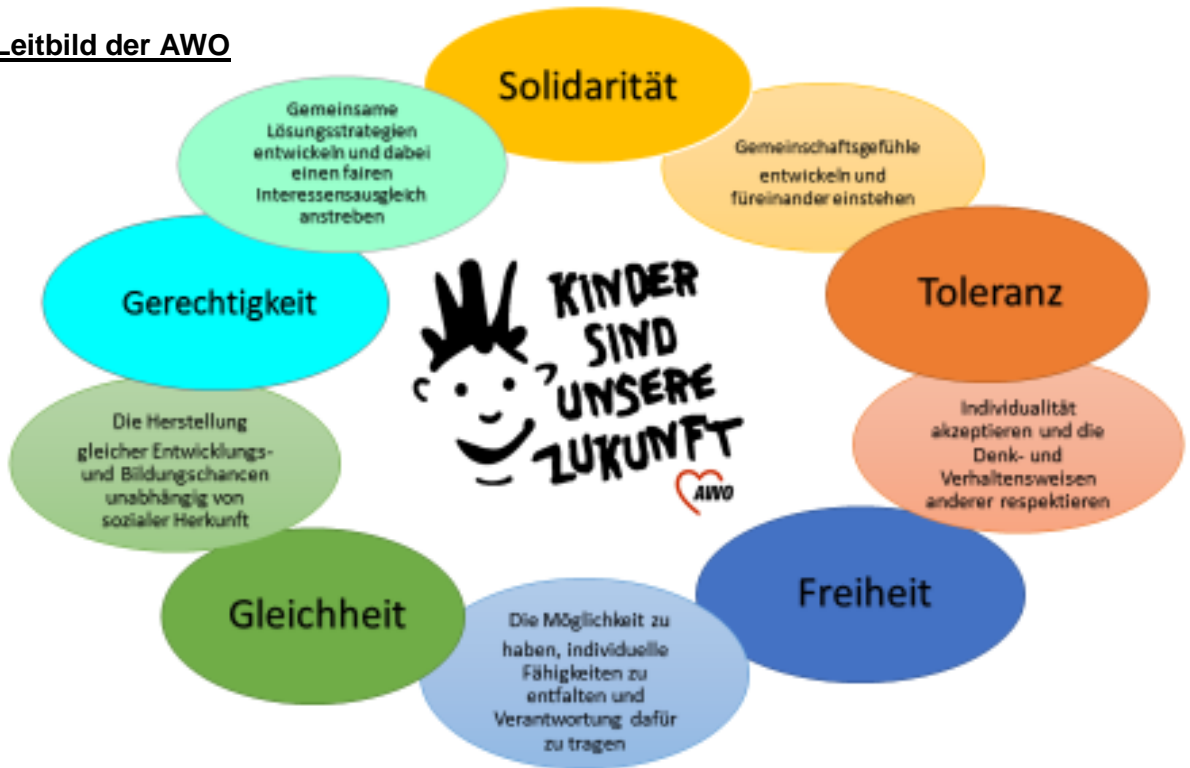 Leitbild der AWO
Solidarität
Gemeinschaftsgefühle
entwickeln und
füreinander einstehen
Toleranz
Individualität
akzeptieren und die
Denk- und
Verhaltensweisen
anderer respektieren
Freiheit
Die Möglichkeit zu
haben, individuelle
Fähigkeiten zu
entfalten und
Verantwortung dafür
zu tragen
Gleichheit
Die Herstellung
gleicher Entwicklungs-
und Bildungschancen
unabhängig von
sozialer Herkunft
Gerechtigkeit
Gemeinsame
Lösungsstrategien
entwickeln und dabei
einen fairen
Interessensausgleich
anstreben
KINDER
SIND
UNSERE
ZUKUNFT
AWO